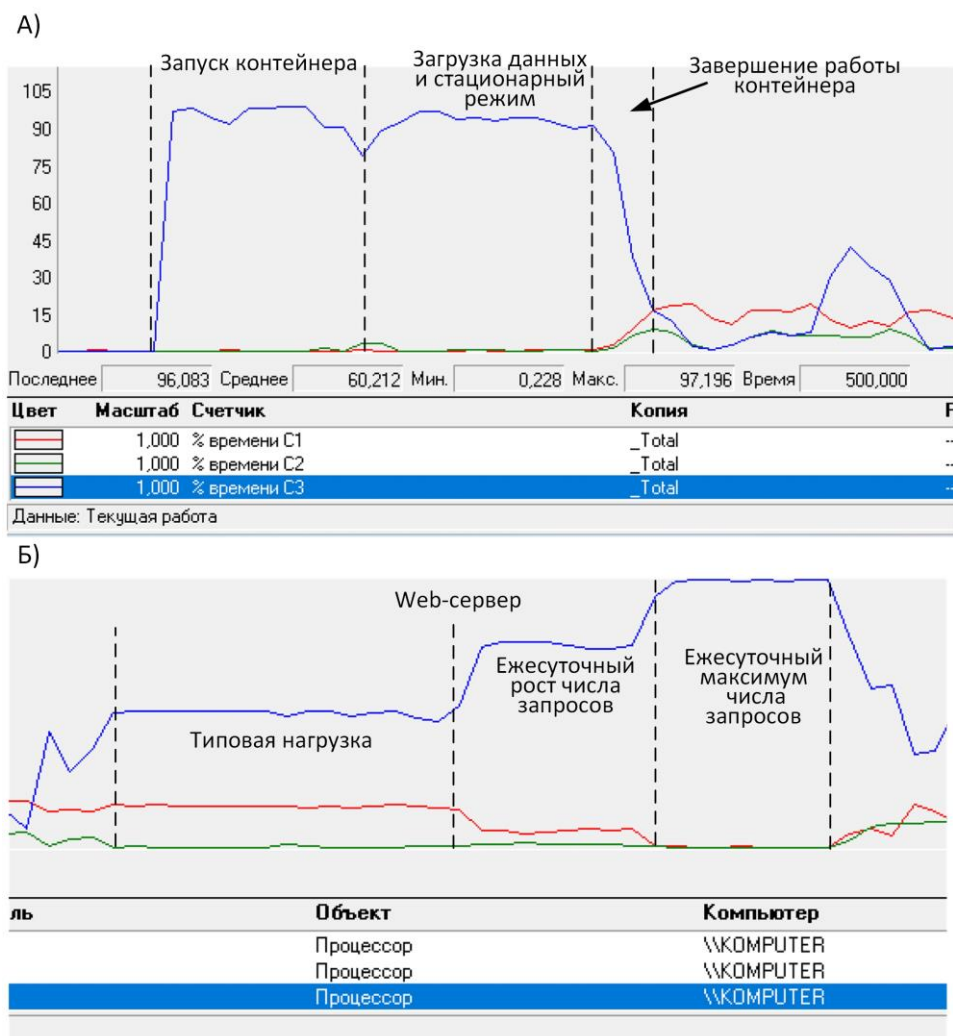 А)
Запуск контейнера
Загрузка данных
и стационарный
режим
Завершение работы
контейнера
105
90
75
60
45
30
15
0
Последнее 96,083 Среднее 60,212 Мин. 0,228 Макс. 97,196 Время 500,000
Цвет Масштаб Счетчик Копия
1,000 % времени C1 _Total --
1,000 % времени C2 _Total --
1,000 % времени C3 _Total --
Данные: Текущая работа
Б)
Web-сервер
Типовая нагрузка
Ежесуточный
рост числа
запросов
Ежесуточный
максимум
числа
запросов
ль Объект Компьютер
Процессор \\KOMPUTER
Процессор \\KOMPUTER
Процессор \\KOMPUTER